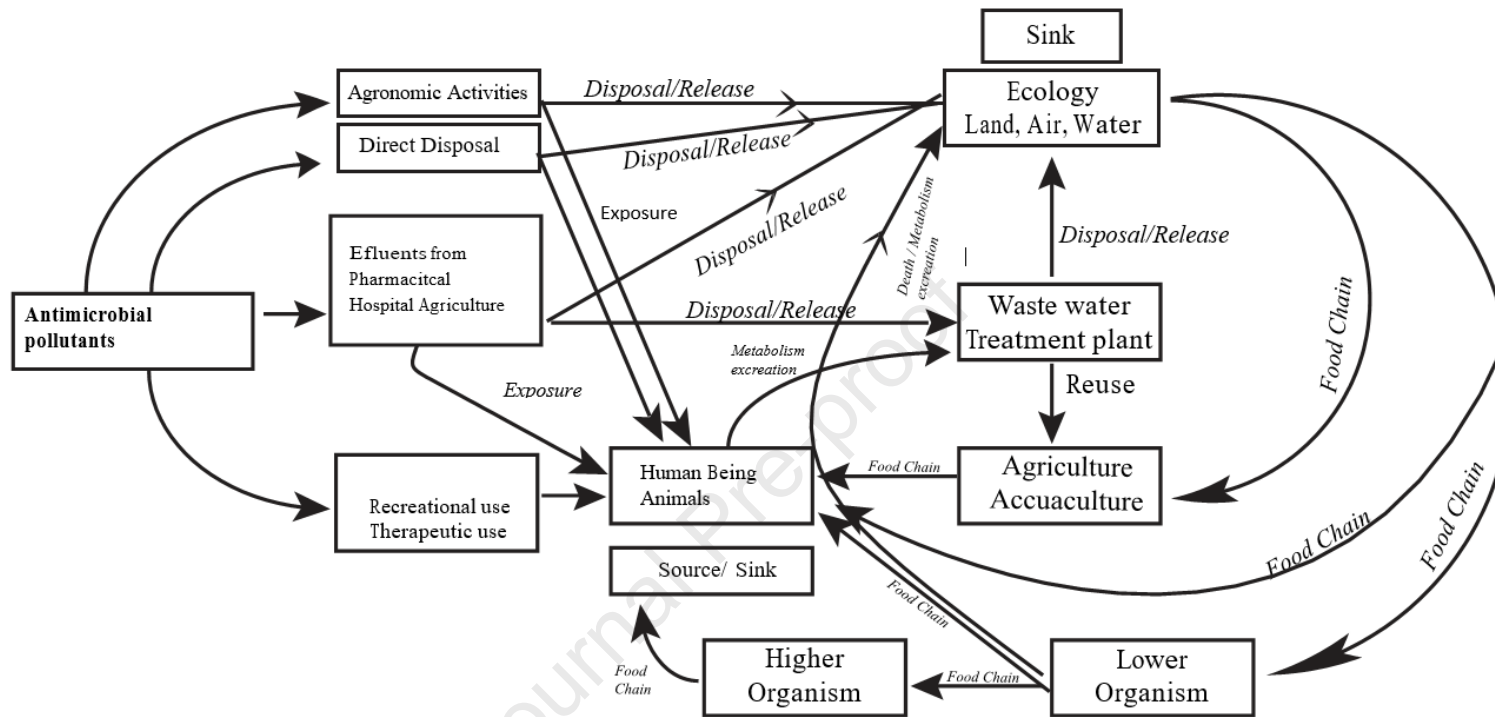 Sink
Agronomic Activities
Disposal/Release
Ecology
Land, Air, Water
Direct Disposal
Disposal/Release
Exposure
Disposal/Release
Death / Metabolism
excreation
Disposal/Release
Efluents from
Pharmacitcal
Hospital Agriculture
Antimicrobial
pollutants
Disposal/Release
Waste water
Treatment plant
Food Chain
Metabolism
excreation
Exposure
Reuse
Human Being
Animals
Food Chain
Agriculture
Accuaculture
Recreational use
Therapeutic use
Food Chain
Food Chain
Source/ Sink
Food Chain
Higher
Organism
Food Chain
Lower
Organism
Food
Chain
Journal Pre-proof